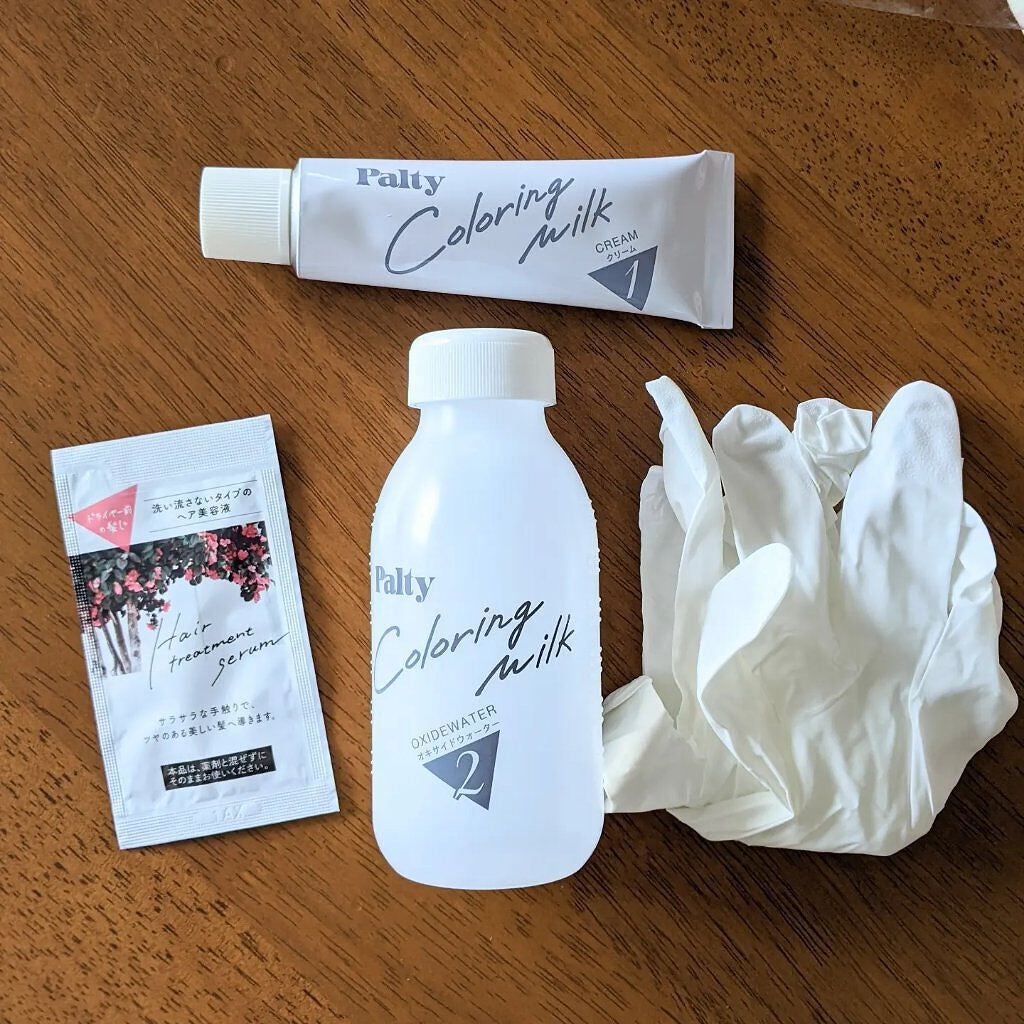 Palty
Coloring
milk
CREAM
クリーム
1
ドライヤー前
の髪に
洗い流さないタイプの
ヘア美容液
Hair
treatment
serum
サラサラな手触りで、
ツヤのある美しい髪へ導きます。
本品は、薬剤と混ぜずに
そのままお使いください。
Palty
Coloring
milk
OXIDEWATER
オキサイドウォーター
2